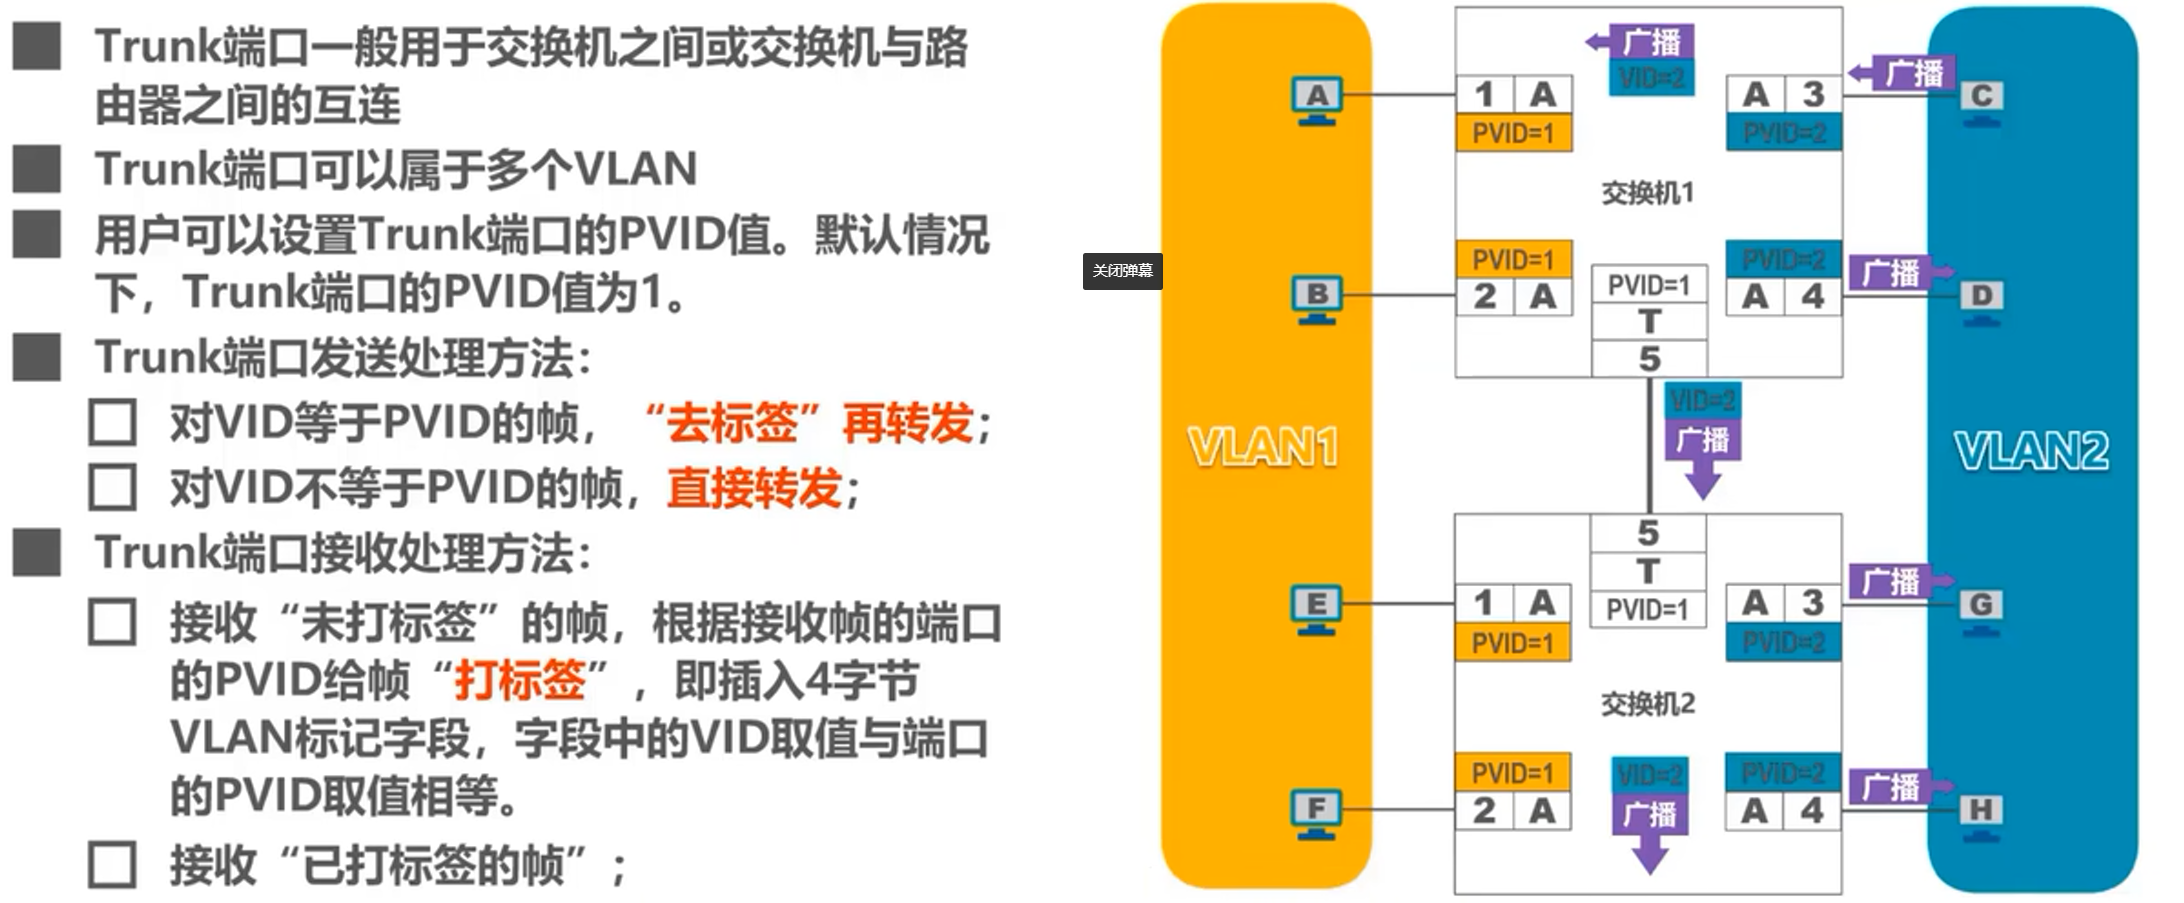 Trunk端口一般用于交换机之间或交换机与路
由器之间的互连
Trunk端口可以属于多个VLAN
用户可以设置Trunk端口的PVID值。默认情况
下，Trunk端口的PVID值为1。
Trunk端口发送处理方法：
对VID等于PVID的帧，“去标签”再转发；
对VID不等于PVID的帧，直接转发；
Trunk端口接收处理方法：
接收“未打标签”的帧，根据接收帧的端口
的PVID给帧“打标签”，即插入4字节
VLAN标记字段，字段中的VID取值与端口
的PVID取值相等。
接收“已打标签的帧”；
关闭弹幕
VLAN1
A
B
E
F
广播
VID=2
1 A
PVID=1
A 3
PVID=2
交换机1
PVID=1
2 A
PVID=1
T
5
PVID=2
A 4
VID=2
广播
5
T
PVID=1
1 A
PVID=1
A 3
PVID=2
交换机2
PVID=1
2 A
VID=2
广播
PVID=2
A 4
广播
C
广播
D
VLAN2
广播
G
广播
H